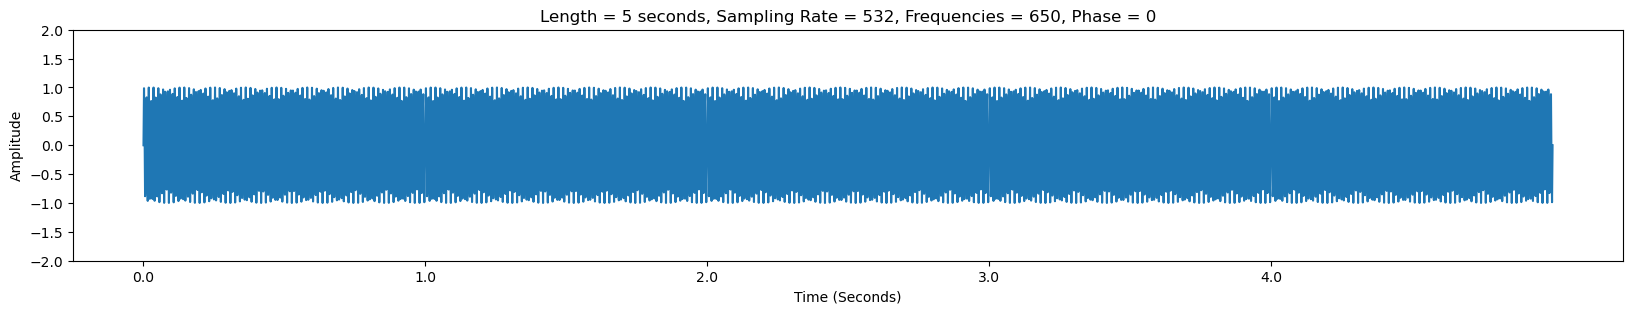 Length = 5 seconds, Sampling Rate = 532, Frequencies = 650, Phase = 0
2.0
1.5
1.0
0.5
0.0
−0.5
−1.0
−1.5
−2.0
Amplitude
0.0 1.0 2.0 3.0 4.0
Time (Seconds)